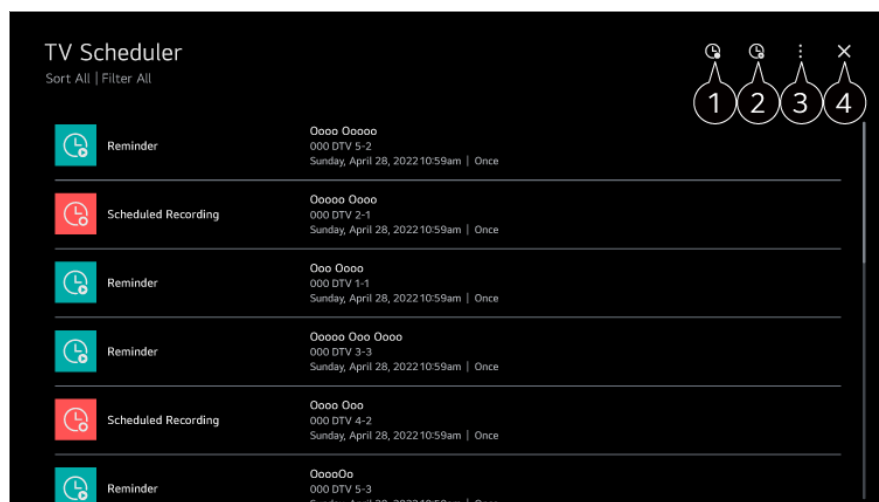 TV Scheduler
Sort All | Filter All
1 2 3 4
Reminder
Oooo Ooooo
000 DTV 5-2
Sunday, April 28, 2022 10:59am | Once
Scheduled Recording
Ooooo Oooo
000 DTV 2-1
Sunday, April 28, 2022 10:59am | Once
Reminder
Ooo Oooo
000 DTV 1-1
Sunday, April 28, 2022 10:59am | Once
Reminder
Ooooo Ooo Oooo
000 DTV 3-3
Sunday, April 28, 2022 10:59am | Once
Scheduled Recording
Oooo Ooo
000 DTV 4-2
Sunday, April 28, 2022 10:59am | Once
Reminder
OoooOo
000 DTV 5-3